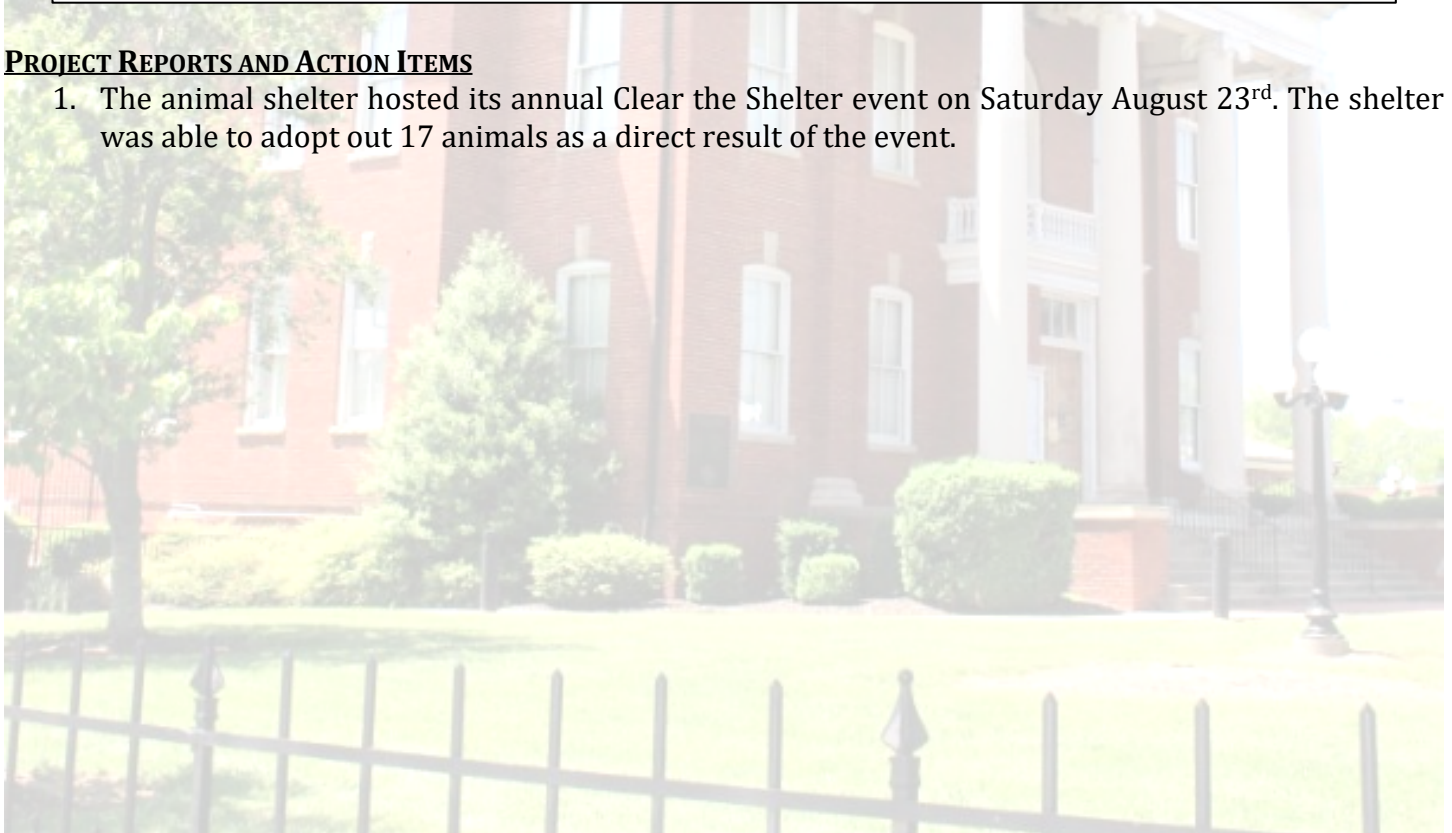 PROJECT REPORTS AND ACTION ITEMS
1. The animal shelter hosted its annual Clear the Shelter event on Saturday August 23rd. The shelter
was able to adopt out 17 animals as a direct result of the event.